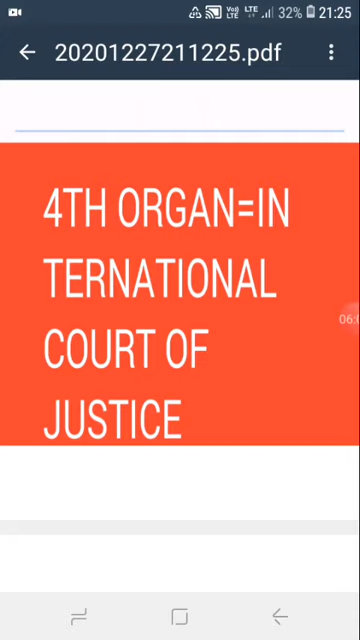 32% 21:25
20201227211225.pdf
4TH ORGAN=IN
TERNATIONAL
COURT OF
JUSTICE